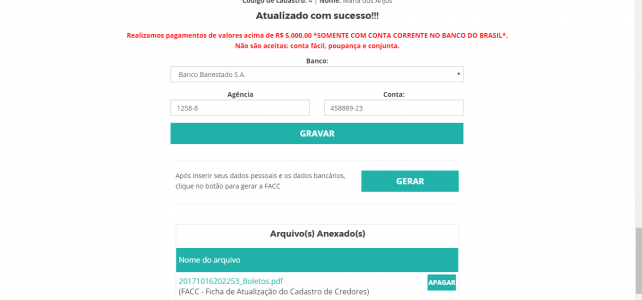 Código de cadastro: 4 | Nome: Maria dos Anjos
Atualizado com sucesso!!!
Realizamos pagamentos de valores acima de R$ 5.000,00 *SOMENTE COM CONTA CORRENTE NO BANCO DO BRASIL*.
Não são aceitas: conta fácil, poupança e conjunta.
Banco:
Banco Banestado S.A.
Agência Conta:
1258-8 458889-23
GRAVAR
Após inserir seus dados pessoais e os dados bancários,
clique no botão para gerar a FACC
GERAR
Arquivo(s) Anexado(s)
Nome do arquivo
20171016202253_Boletos.pdf
(FACC - Ficha de Atualização do Cadastro de Credores)
APAGAR